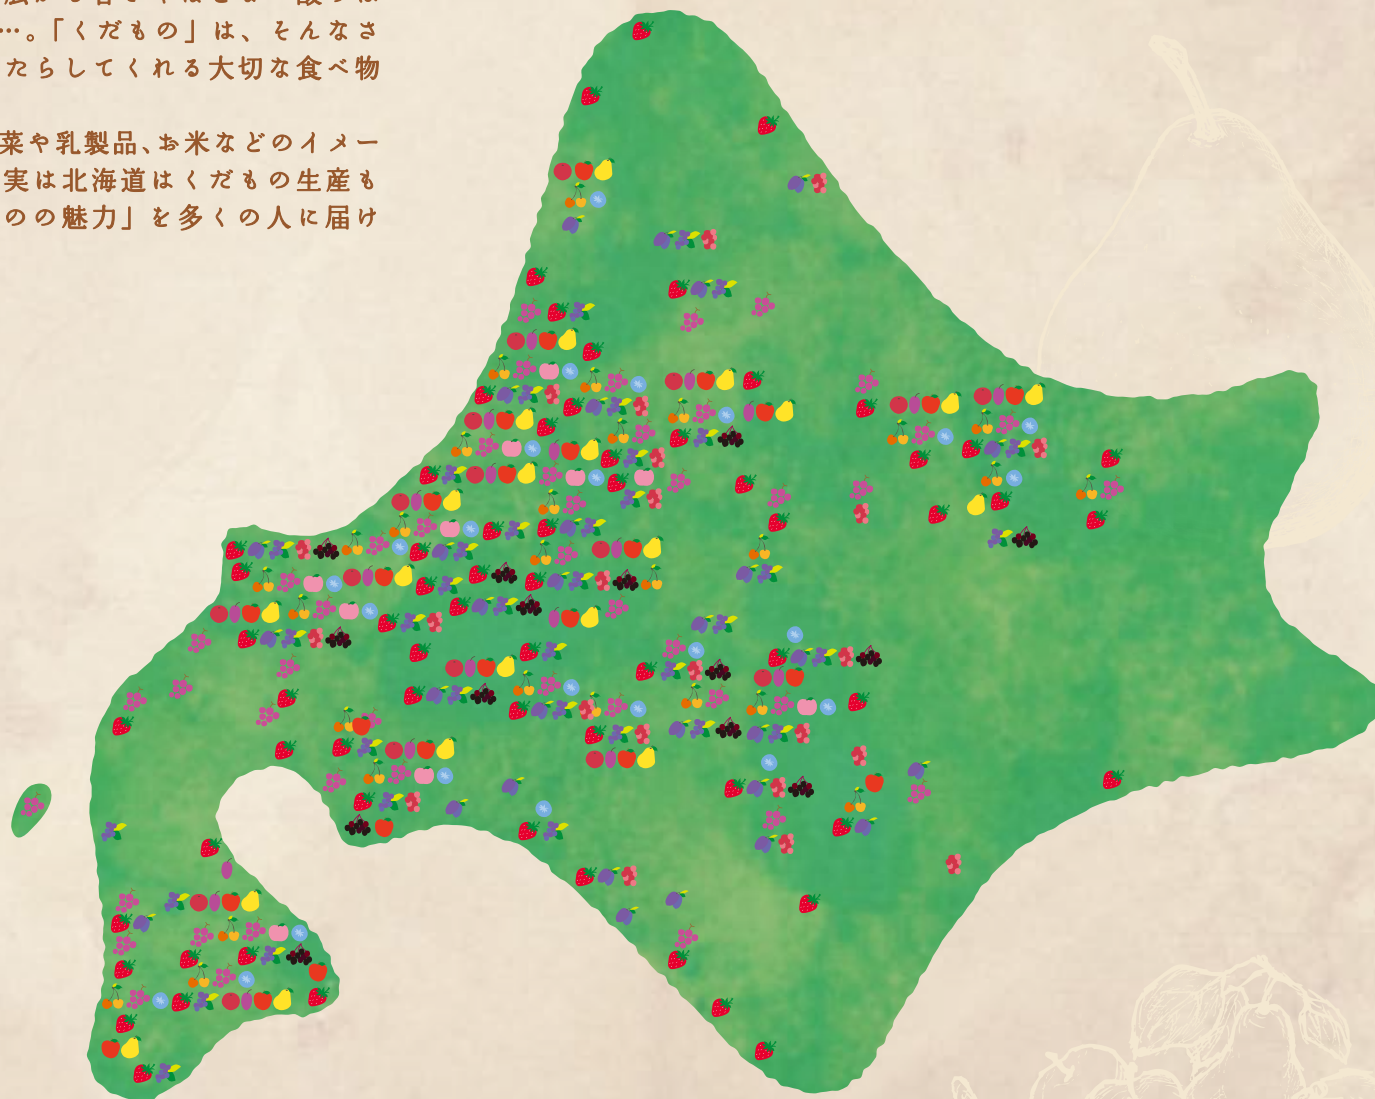 …。「くだもの」は、そんなさ
たらしてくれる大切な食べ物
菜や乳製品、お米などのイメー
実は北海道はくだもの生産も
のの魅力」を多くの人に届け